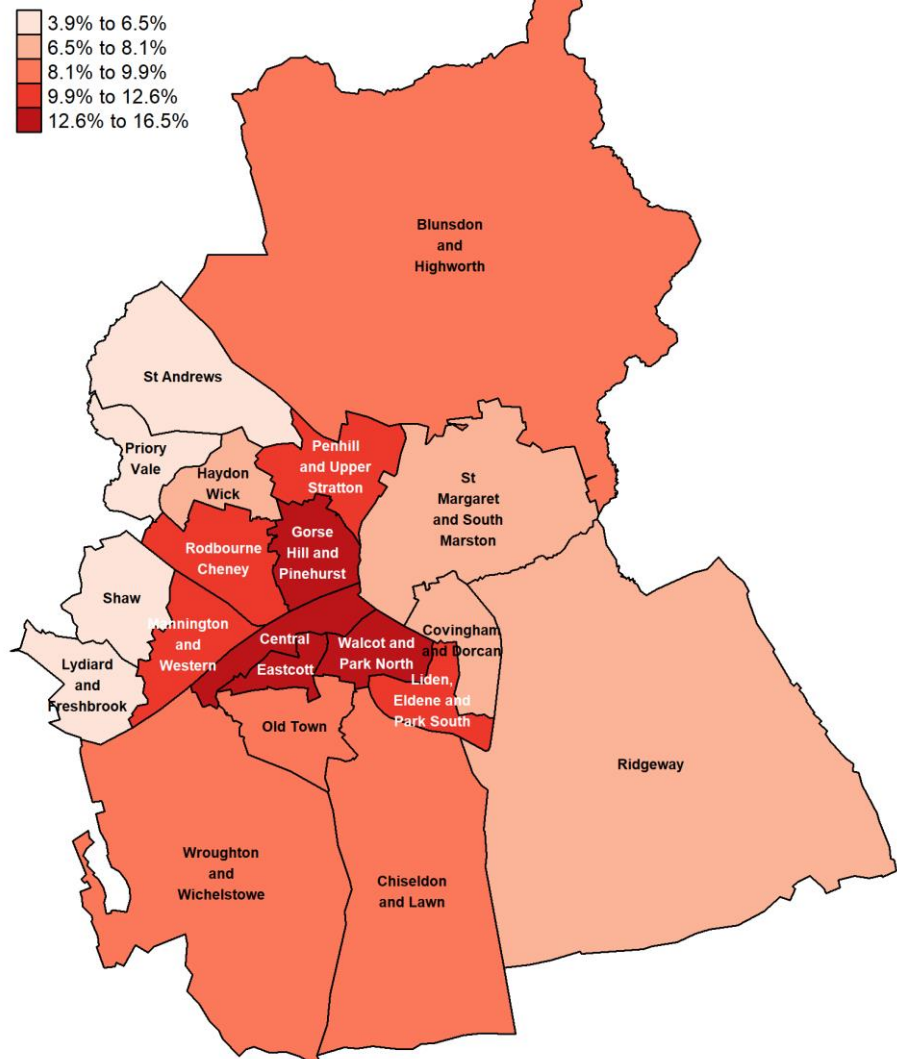 3.9% to 6.5%
6.5% to 8.1%
8.1% to 9.9%
9.9% to 12.6%
12.6% to 16.5%
Blunsdon
and
Highworth
St Andrews
Priory
Vale
Haydon
Wick
Penhill
and Upper
Stratton
St
Margaret
and South
Marston
Gorse
Hill and
Pinehurst
Rodbourne
Cheney
Shaw
Mannington
and
Western
Central
Eastcott
Walcot and
Park North
Covingham
and Dorcan
Lydiard
and
Freshbrook
Liden,
Eldene and
Park South
Old Town
Ridgeway
Wroughton
and
Wichelstowe
Chiseldon
and Lawn